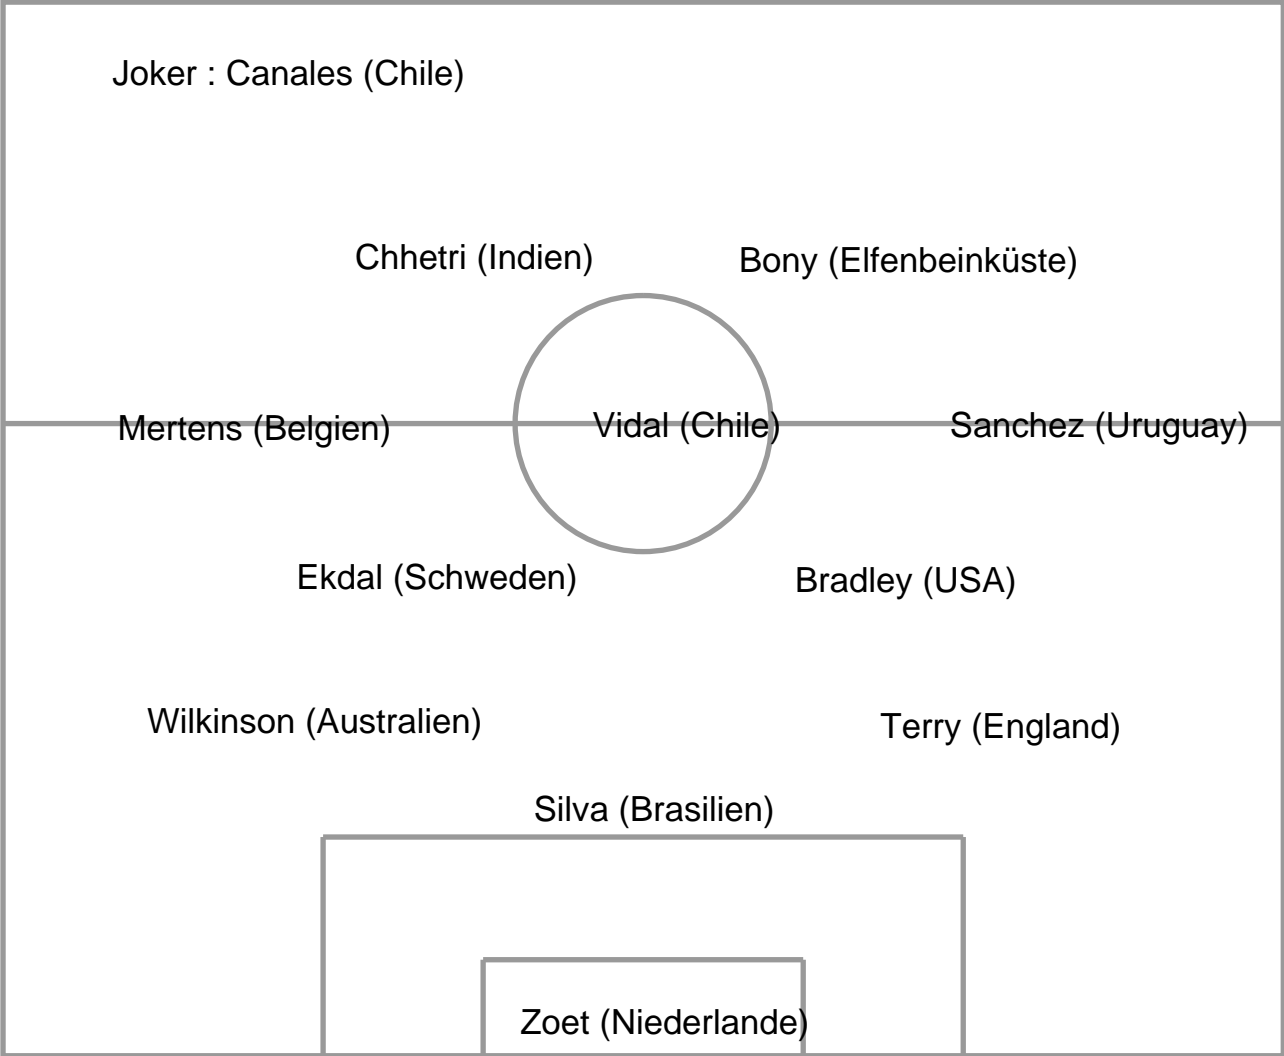 Joker : Canales (Chile)
Chhetri (Indien)
Bony (Elfenbeinküste)
Mertens (Belgien)
Vidal (Chile)
Sanchez (Uruguay)
Ekdal (Schweden)
Bradley (USA)
Wilkinson (Australien)
Terry (England)
Silva (Brasilien)
Zoet (Niederlande)